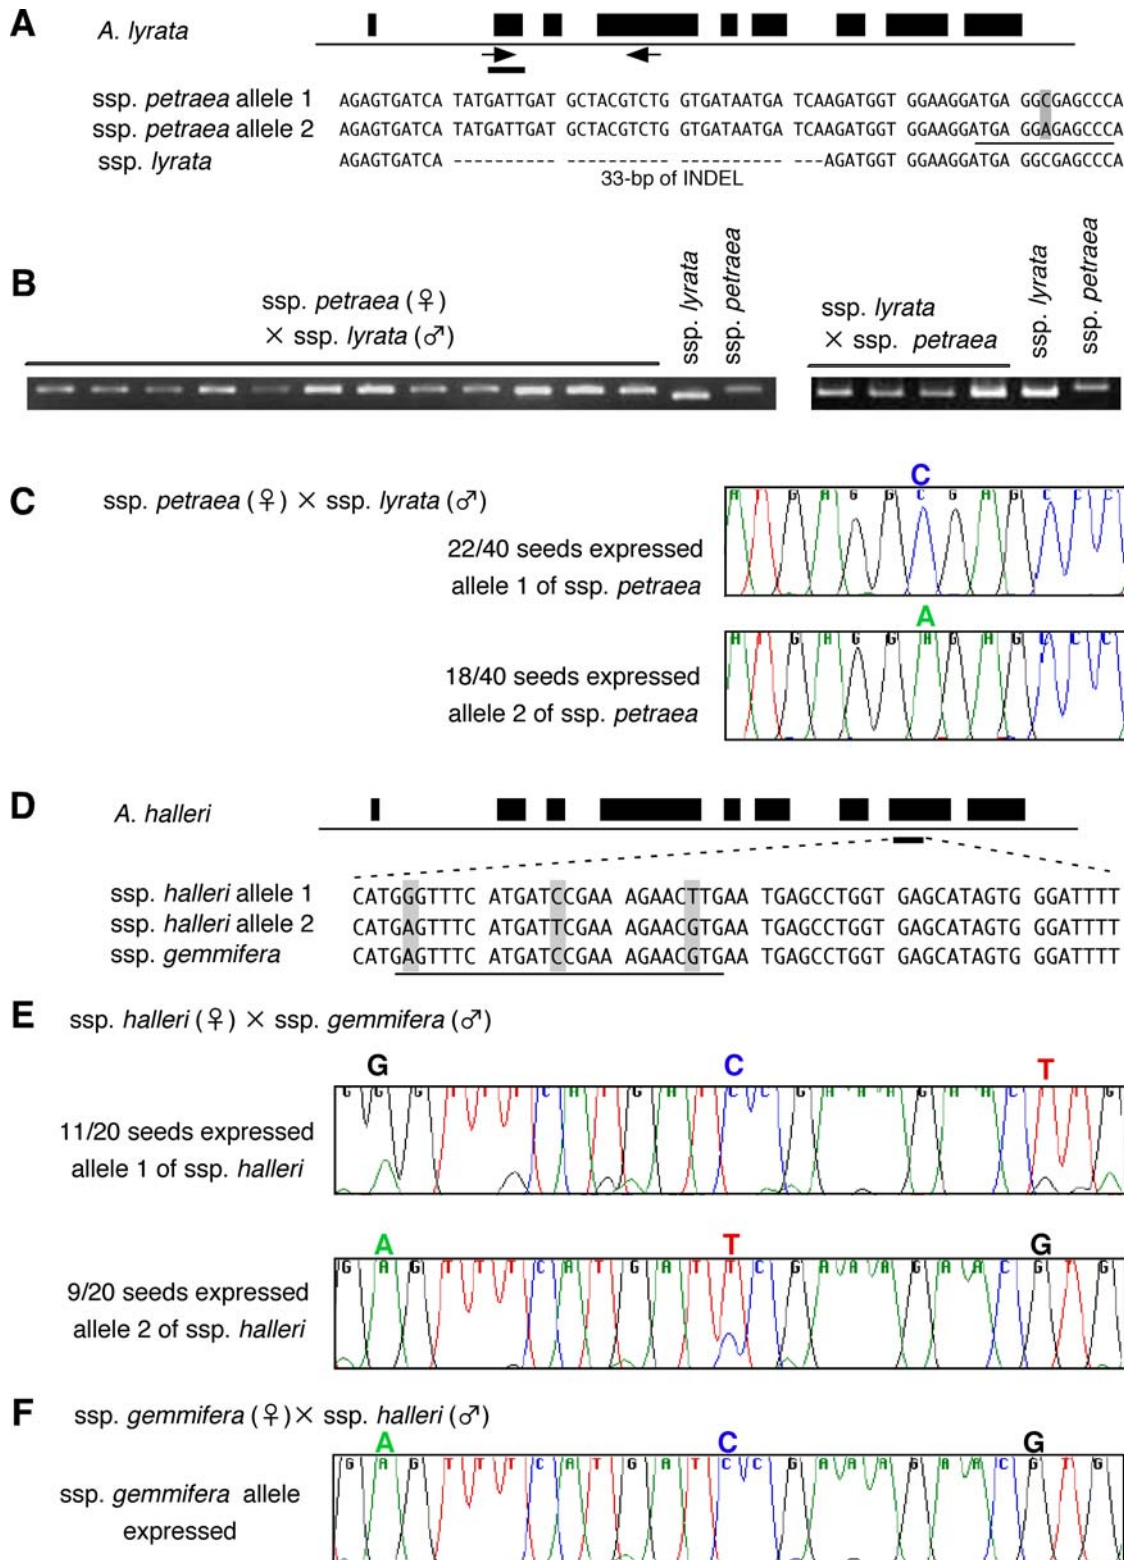 A
A. lyrata
ssp. petraea allele 1 AGAGTGATCA TATGATTGAT GCTACGTCTG GTGATAATGA TCAAGATGGT GGAAGGATGA GGCGAGCCCA
ssp. petraea allele 2 AGAGTGATCA TATGATTGAT GCTACGTCTG GTGATAATGA TCAAGATGGT GGAAGGATGA GGAGAGCCCA
ssp. lyrata AGAGTGATCA ---------- ---------- ---------- ---AGATGGT GGAAGGATGA GGCGAGCCCA
33-bp of INDEL
B
ssp. petraea (♀)
× ssp. lyrata (♂)
ssp. lyrata
ssp. petraea
ssp. lyrata
× ssp. petraea
ssp. lyrata
ssp. petraea
C
ssp. petraea (♀) × ssp. lyrata (♂)
22/40 seeds expressed
allele 1 of ssp. petraea
C
A T G A G G C G A G C C C
18/40 seeds expressed
allele 2 of ssp. petraea
A
A T G A G G A G A G C C C
D
A. halleri
ssp. halleri allele 1 CATGGGTTTC ATGATCCGAA AGAACTTGAA TGAGCCTGGT GAGCATAGTG GGATTTT
ssp. halleri allele 2 CATGAGTTTC ATGATTCGAA AGAACGTGAA TGAGCCTGGT GAGCATAGTG GGATTTT
ssp. gemmifera CATGAGTTTC ATGATCCGAA AGAACGTGAA TGAGCCTGGT GAGCATAGTG GGATTTT
E
ssp. halleri (♀) × ssp. gemmifera (♂)
11/20 seeds expressed
allele 1 of ssp. halleri
G C T
G G G T T T C A T G A T C C G A A A G A A C T T G
9/20 seeds expressed
allele 2 of ssp. halleri
A T G
G A G T T T C A T G A T T C G A A A G A A C G T G
F
ssp. gemmifera (♀) × ssp. halleri (♂)
ssp. gemmifera allele
expressed
A C G
G A G T T T C A T G A T C C G A A A G A A C G T G